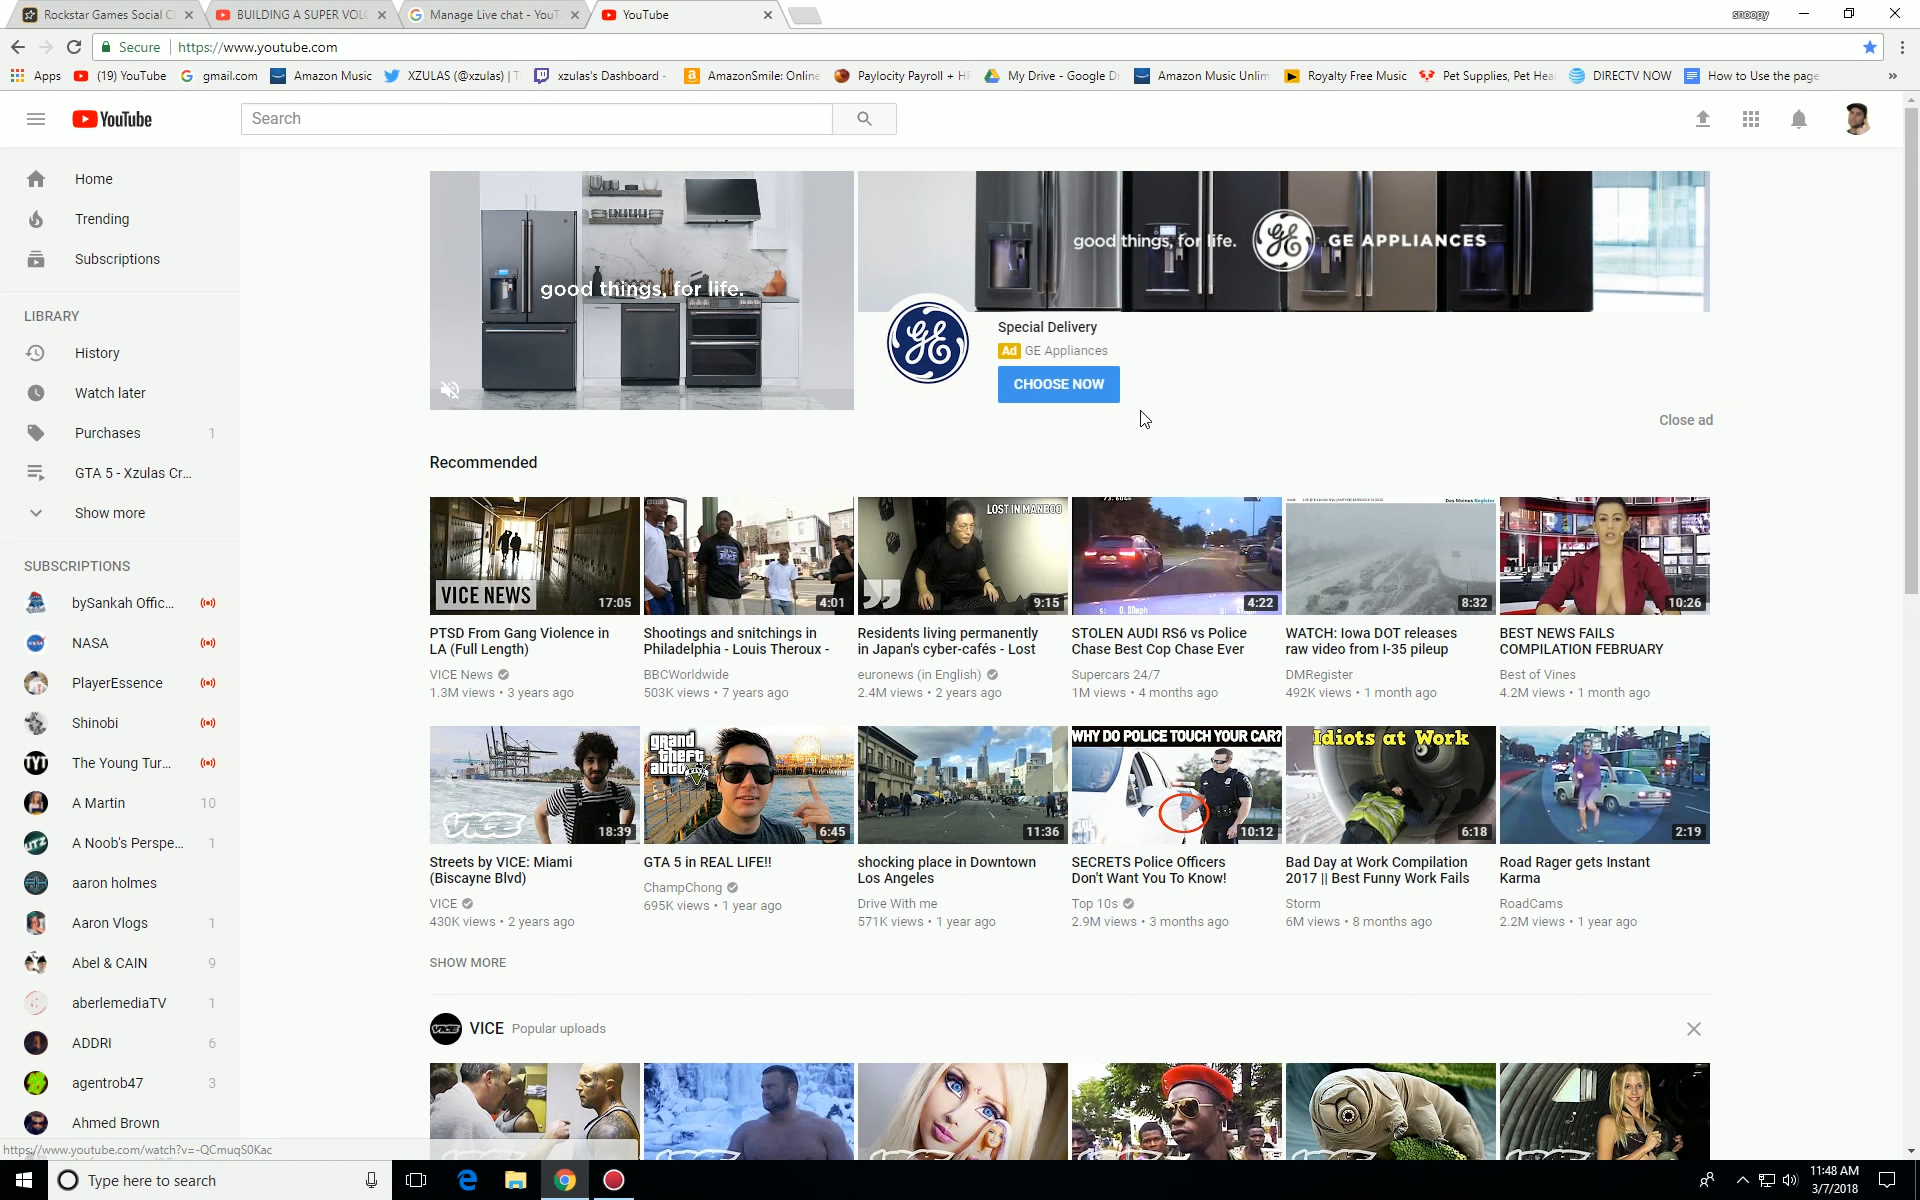 Rockstar Games Social C
BUILDING A SUPER VOL
Manage Live chat - YouT
YouTube
snoopy
Secure
https://www.youtube.com
Apps
(19) YouTube
gmail.com
Amazon Music
XZULAS (@xzulas) | T
xzulas's Dashboard -
AmazonSmile: Online
Paylocity Payroll + HR
My Drive - Google D
Amazon Music Unlim
Royalty Free Music
Pet Supplies, Pet Hea
DIRECTV NOW
How to Use the page
YouTube
Search
Home
Trending
Subscriptions
LIBRARY
History
Watch later
Purchases 1
GTA 5 - Xzulas Cr...
Show more
SUBSCRIPTIONS
bySankah Offic...
NASA
PlayerEssence
Shinobi
The Young Tur...
A Martin 10
A Noob's Perspe... 1
aaron holmes
Aaron Vlogs 1
Abel & CAIN 9
aberlemediaTV 1
ADDRI 6
agentrob47 3
Ahmed Brown
https://www.youtube.com/watch?v=-QCmuqS0Kac
good things, for life.
good things, for life.
GE APPLIANCES
Special Delivery
Ad GE Appliances
CHOOSE NOW
Close ad
Recommended
VICE NEWS
17:05
PTSD From Gang Violence in
LA (Full Length)
VICE News
1.3M views • 3 years ago
4:01
Shootings and snitchings in
Philadelphia - Louis Theroux -
BBCWorldwide
503K views • 7 years ago
LOST IN MANBOO
9:15
Residents living permanently
in Japan's cyber-cafés - Lost
euronews (in English)
2.4M views • 2 years ago
0.00mph
4:22
STOLEN AUDI RS6 vs Police
Chase Best Cop Chase Ever
Supercars 24/7
1M views • 4 months ago
Des Moines Register
8:32
WATCH: Iowa DOT releases
raw video from I-35 pileup
DMRegister
492K views • 1 month ago
10:26
BEST NEWS FAILS
COMPILATION FEBRUARY
Best of Vines
4.2M views • 1 month ago
VICE
18:39
Streets by VICE: Miami
(Biscayne Blvd)
VICE
430K views • 2 years ago
grand
theft
auto V
6:45
GTA 5 in REAL LIFE!!
ChampChong
695K views • 1 year ago
11:36
shocking place in Downtown
Los Angeles
Drive With me
571K views • 1 year ago
WHY DO POLICE TOUCH YOUR CAR?
10:12
SECRETS Police Officers
Don't Want You To Know!
Top 10s
2.9M views • 3 months ago
Idiots at Work
6:18
Bad Day at Work Compilation
2017 || Best Funny Work Fails
Storm
6M views • 8 months ago
2:19
Road Rager gets Instant
Karma
RoadCams
2.2M views • 1 year ago
SHOW MORE
VICE
VICE Popular uploads
Type here to search
11:48 AM
3/7/2018